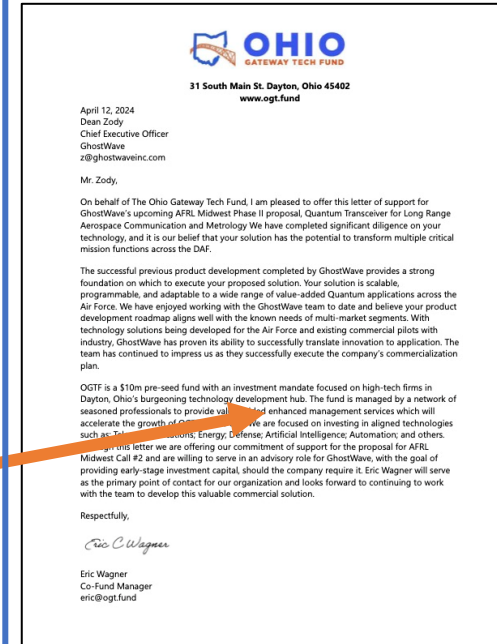 OHIO
GATEWAY TECH FUND
31 South Main St. Dayton, Ohio 45402
www.ogt.fund
April 12, 2024
Dean Zody
Chief Executive Officer
GhostWave
z@ghostwaveinc.com
Mr. Zody,
On behalf of The Ohio Gateway Tech Fund, I am pleased to offer this letter of support for
GhostWave's upcoming AFRL Midwest Phase II proposal, Quantum Transceiver for Long Range
Aerospace Communication and Metrology We have completed significant diligence on your
technology, and it is our belief that your solution has the potential to transform multiple critical
mission functions across the DAF.
The successful previous product development completed by GhostWave provides a strong
foundation on which to execute your proposed solution. Your solution is scalable,
programmable, and adaptable to a wide range of value-added Quantum applications across the
Air Force. We have enjoyed working with the GhostWave team to date and believe your product
development roadmap aligns well with the known needs of multi-market segments. With
technology solutions being developed for the Air Force and existing commercial pilots with
industry, GhostWave has proven its ability to successfully translate innovation to application. The
team has continued to impress us as they successfully execute the company's commercialization
plan.
OGTF is a $10m pre-seed fund with an investment mandate focused on high-tech firms in
Dayton, Ohio's burgeoning technology development hub. The fund is managed by a network of
seasoned professionals to provide enhanced management services which will
accelerate the growth of are focused on investing in aligned technologies
such as: Energy; Defense; Artificial Intelligence; Automation; and others.
this letter we are offering our commitment of support for the proposal for AFRL
Midwest Call #2 and are willing to serve in an advisory role for GhostWave, with the goal of
providing early-stage investment capital, should the company require it. Eric Wagner will serve
as the primary point of contact for our organization and looks forward to continuing to work
with the team to develop this valuable commercial solution.
Respectfully,
Eric C Wagner
Eric Wagner
Co-Fund Manager
eric@ogt.fund